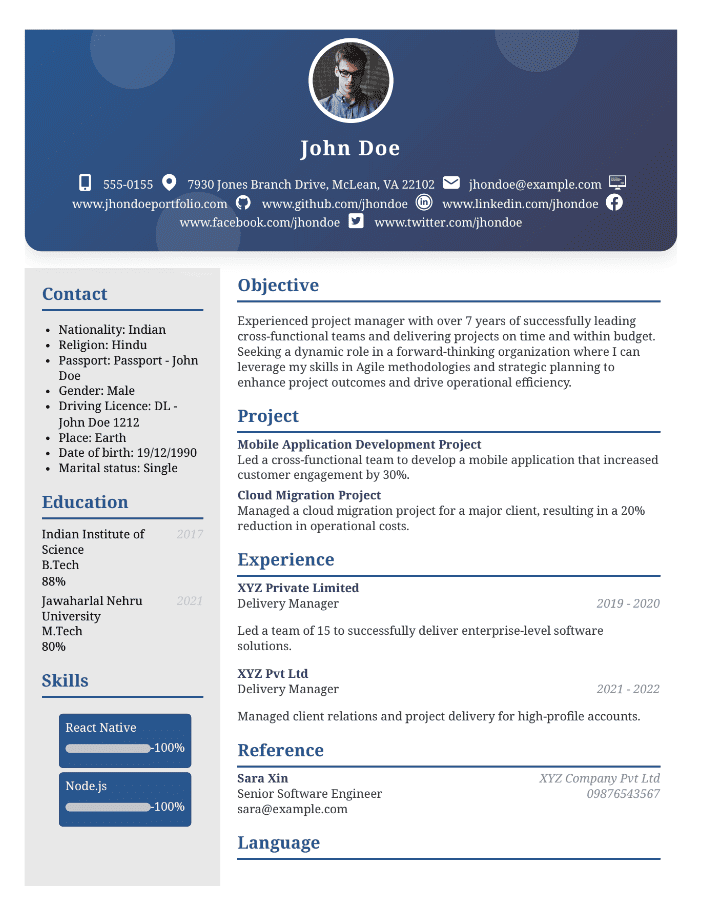 John Doe
555-0155 7930 Jones Branch Drive, McLean, VA 22102 jhondoe@example.com
www.jhondoeportfolio.com www.github.com/jhondoe www.linkedin.com/jhondoe
www.facebook.com/jhondoe www.twitter.com/jhondoe
Contact
• Nationality: Indian
• Religion: Hindu
• Passport: Passport - John
Doe
• Gender: Male
• Driving Licence: DL -
John Doe 1212
• Place: Earth
• Date of birth: 19/12/1990
• Marital status: Single
Education
Indian Institute of 2017
Science
B.Tech
88%
Jawaharlal Nehru 2021
University
M.Tech
80%
Skills
React Native
-100%
Node.js
-100%
Objective
Experienced project manager with over 7 years of successfully leading
cross-functional teams and delivering projects on time and within budget.
Seeking a dynamic role in a forward-thinking organization where I can
leverage my skills in Agile methodologies and strategic planning to
enhance project outcomes and drive operational efficiency.
Project
Mobile Application Development Project
Led a cross-functional team to develop a mobile application that increased
customer engagement by 30%.
Cloud Migration Project
Managed a cloud migration project for a major client, resulting in a 20%
reduction in operational costs.
Experience
XYZ Private Limited
Delivery Manager 2019 - 2020
Led a team of 15 to successfully deliver enterprise-level software
solutions.
XYZ Pvt Ltd
Delivery Manager 2021 - 2022
Managed client relations and project delivery for high-profile accounts.
Reference
Sara Xin XYZ Company Pvt Ltd
Senior Software Engineer 09876543567
sara@example.com
Language